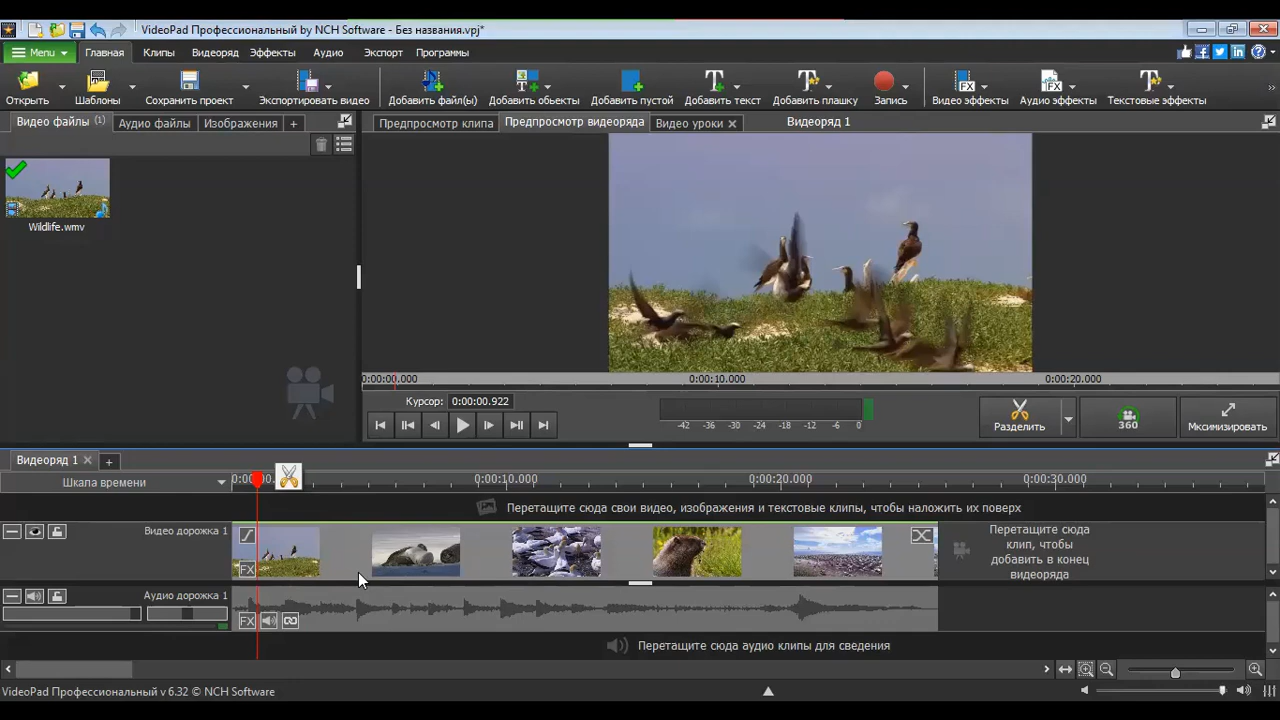 VideoPad Профессиональный by NCH Software - Без названия.vpj*
Menu Главная Клипы Видеоряд Эффекты Аудио Экспорт Программы
Открыть Шаблоны Сохранить проект Экспортировать видео Добавить файл(ы) Добавить объекты Добавить пустой Добавить текст Добавить плашку Запись Видео эффекты Аудио эффекты Текстовые эффекты
Видео файлы (1) Аудио файлы Изображения +
Предпросмотр клипа Предпросмотр видеоряда Видео уроки Видеоряд 1
Wildlife.wmv
0:00:00.000 0:00:10.000 0:00:20.000
Курсор: 0:00:00.922
-42 -36 -30 -24 -18 -12 -6 0
Разделить 360 Мксимизировать
Видеоряд 1
Шкала времени 0:00:10.000 0:00:20.000 0:00:30.000
Перетащите сюда свои видео, изображения и текстовые клипы, чтобы наложить их поверх
Видео дорожка 1
FX
Перетащите сюда
клип, чтобы
добавить в конец
видеоряда
Аудио дорожка 1
FX
Перетащите сюда аудио клипы для сведения
VideoPad Профессиональный v 6.32 © NCH Software